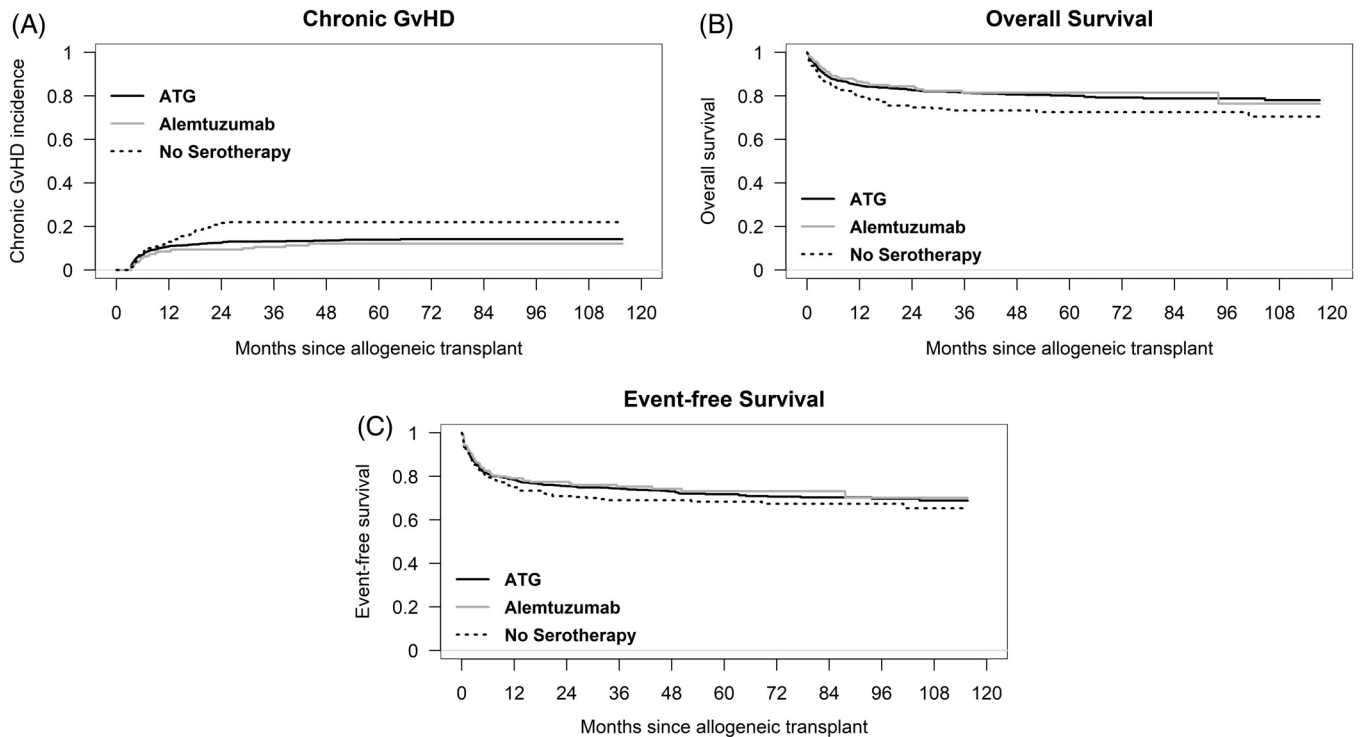 (A)
Chronic GvHD
Chronic GvHD incidence
1
0.8
0.6
0.4
0.2
0
ATG
Alemtuzumab
No Serotherapy
0 12 24 36 48 60 72 84 96 108 120
Months since allogeneic transplant
(B)
Overall Survival
Overall survival
1
0.8
0.6
0.4
0.2
0
ATG
Alemtuzumab
No Serotherapy
0 12 24 36 48 60 72 84 96 108 120
Months since allogeneic transplant
(C)
Event-free Survival
Event-free survival
1
0.8
0.6
0.4
0.2
0
ATG
Alemtuzumab
No Serotherapy
0 12 24 36 48 60 72 84 96 108 120
Months since allogeneic transplant